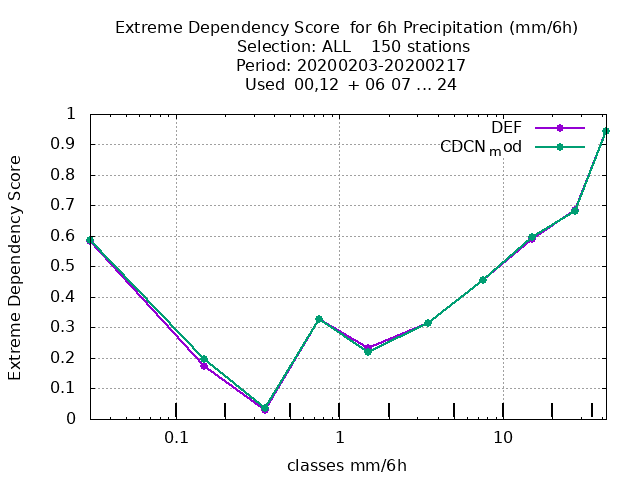 Extreme Dependency Score  for 6h Precipitation (mm/6h)
Selection: ALL    150 stations
Period: 20200203-20200217
Used  00,12  + 06 07 ... 24
Extreme Dependency Score
1
0.9
0.8
0.7
0.6
0.5
0.4
0.3
0.2
0.1
0
DEF
CDCNmod
0.1
1
10
classes mm/6h